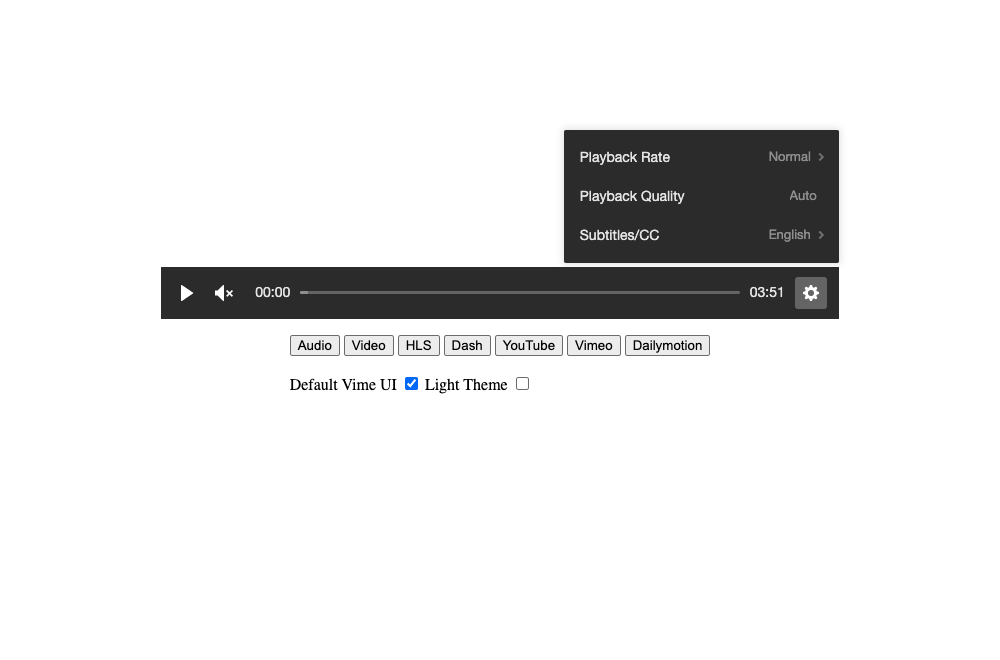 Playback Rate Normal
Playback Quality Auto
Subtitles/CC English
00:00 03:51
Audio Video HLS Dash YouTube Vimeo Dailymotion
Default Vime UI Light Theme